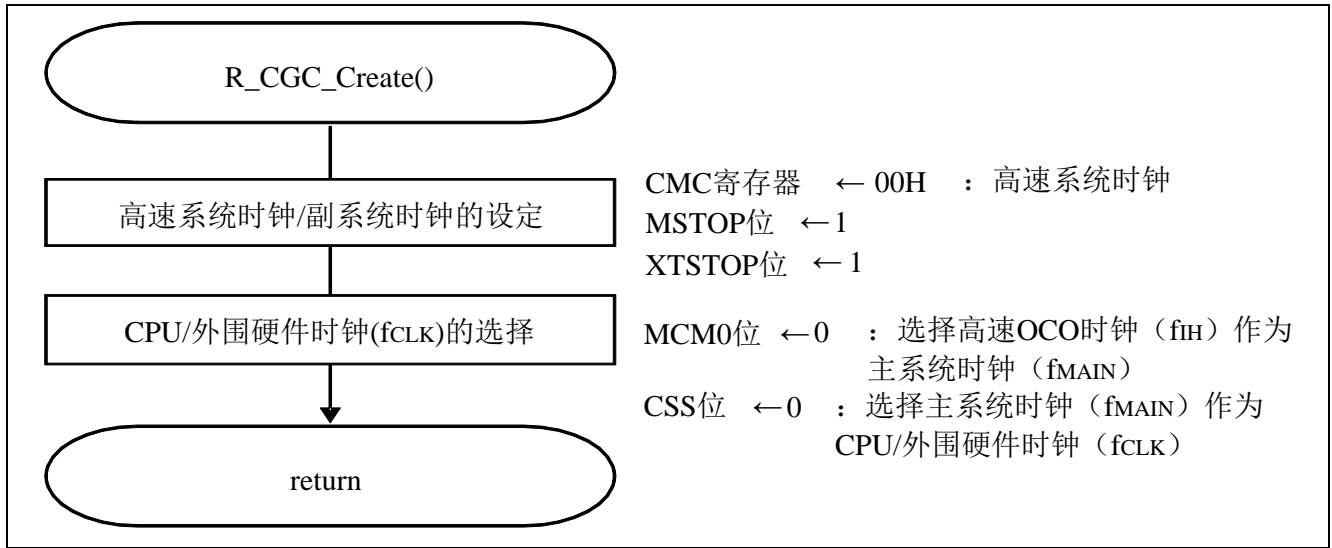 R_CGC_Create()
高速系统时钟/副系统时钟的设定
CMC寄存器 ← 00H ：高速系统时钟
MSTOP位 ←1
XTSTOP位 ← 1
CPU/外围硬件时钟(fCLK)的选择
MCM0位 ←0 ：选择高速OCO时钟（fIH）作为
主系统时钟（fMAIN）
CSS位 ←0 ：选择主系统时钟（fMAIN）作为
CPU/外围硬件时钟（fCLK）
return